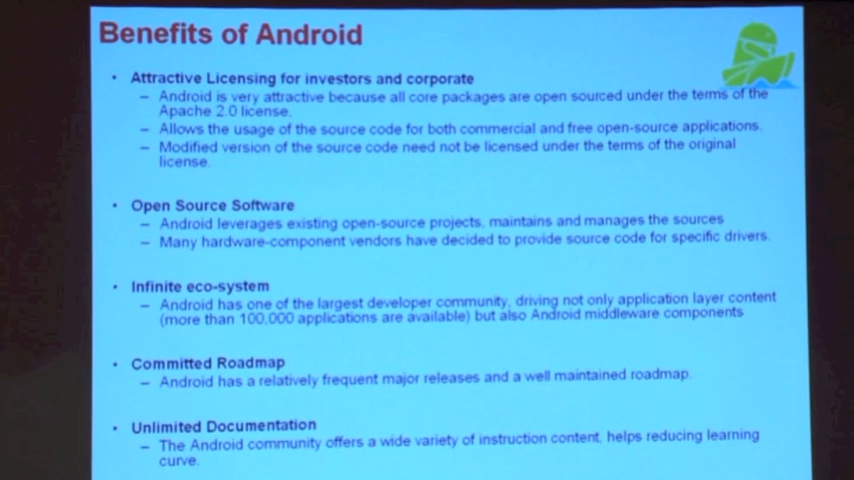 Benefits of Android
• Attractive Licensing for investors and corporate
– Android is very attractive because all core packages are open sourced under the terms of the
Apache 2.0 license.
– Allows the usage of the source code for both commercial and free open-source applications.
– Modified version of the source code need not be licensed under the terms of the original
license.
• Open Source Software
– Android leverages existing open-source projects, maintains and manages the sources
– Many hardware-component vendors have decided to provide source code for specific drivers.
• Infinite eco-system
– Android has one of the largest developer community, driving not only application layer content
(more than 100,000 applications are available) but also Android middleware components
• Committed Roadmap
– Android has a relatively frequent major releases and a well maintained roadmap.
• Unlimited Documentation
– The Android community offers a wide variety of instruction content, helps reducing learning
curve.